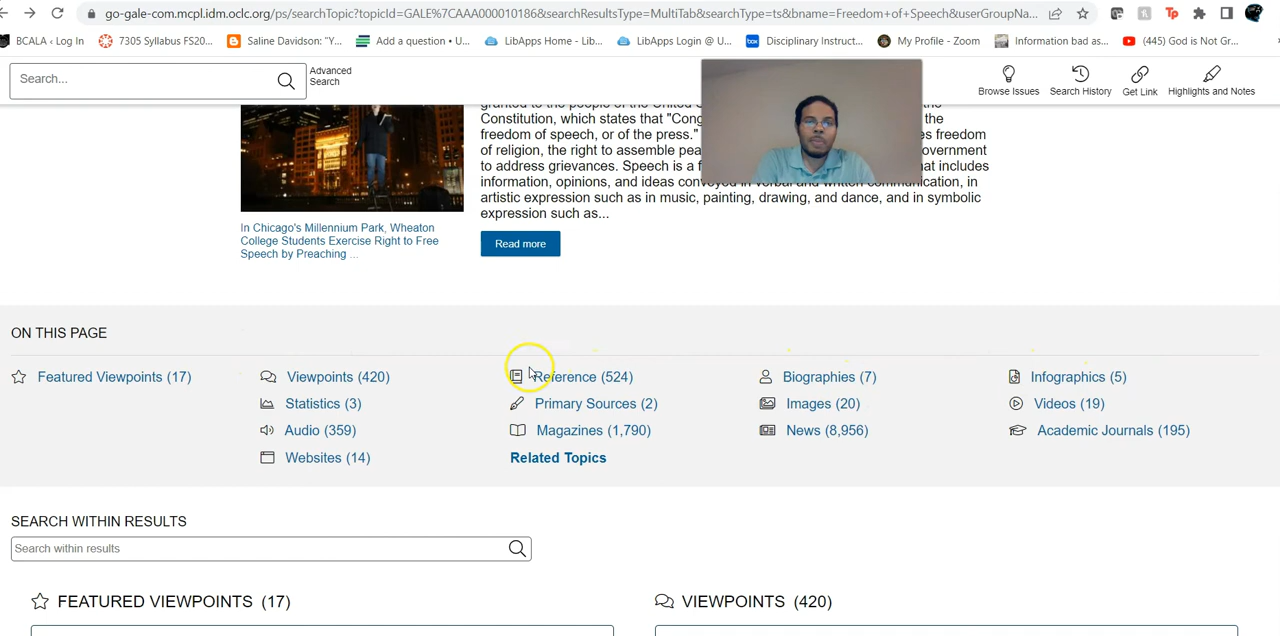 go-gale-com.mcpl.idm.oclc.org/ps/searchTopic?topicId=GALE%7CAAA000010186&searchResultsType=MultiTab&searchType=ts&bname=Freedom+of+Speech&userGroupNa...
BCALA ‹ Log In 7305 Syllabus FS20... Saline Davidson: "Y... Add a question • U... LibApps Home - Lib... LibApps Login @ U... Disciplinary Instruct... My Profile - Zoom Information bad as... (445) God is Not Gr...
Search...
Advanced
Search
Browse Issues Search History Get Link Highlights and Notes
granted to the people of the United S
Constitution, which states that "Cong the
freedom of speech, or of the press." es freedom
of religion, the right to assemble pea overnment
to address grievances. Speech is a f hat includes
information, opinions, and ideas conveyed in verbal and written communication, in
artistic expression such as in music, painting, drawing, and dance, and in symbolic
expression such as...
Read more
In Chicago's Millennium Park, Wheaton
College Students Exercise Right to Free
Speech by Preaching ...
ON THIS PAGE
Featured Viewpoints (17) Viewpoints (420) Reference (524) Biographies (7) Infographics (5)
Statistics (3) Primary Sources (2) Images (20) Videos (19)
Audio (359) Magazines (1,790) News (8,956) Academic Journals (195)
Websites (14) Related Topics
SEARCH WITHIN RESULTS
Search within results
FEATURED VIEWPOINTS (17) VIEWPOINTS (420)